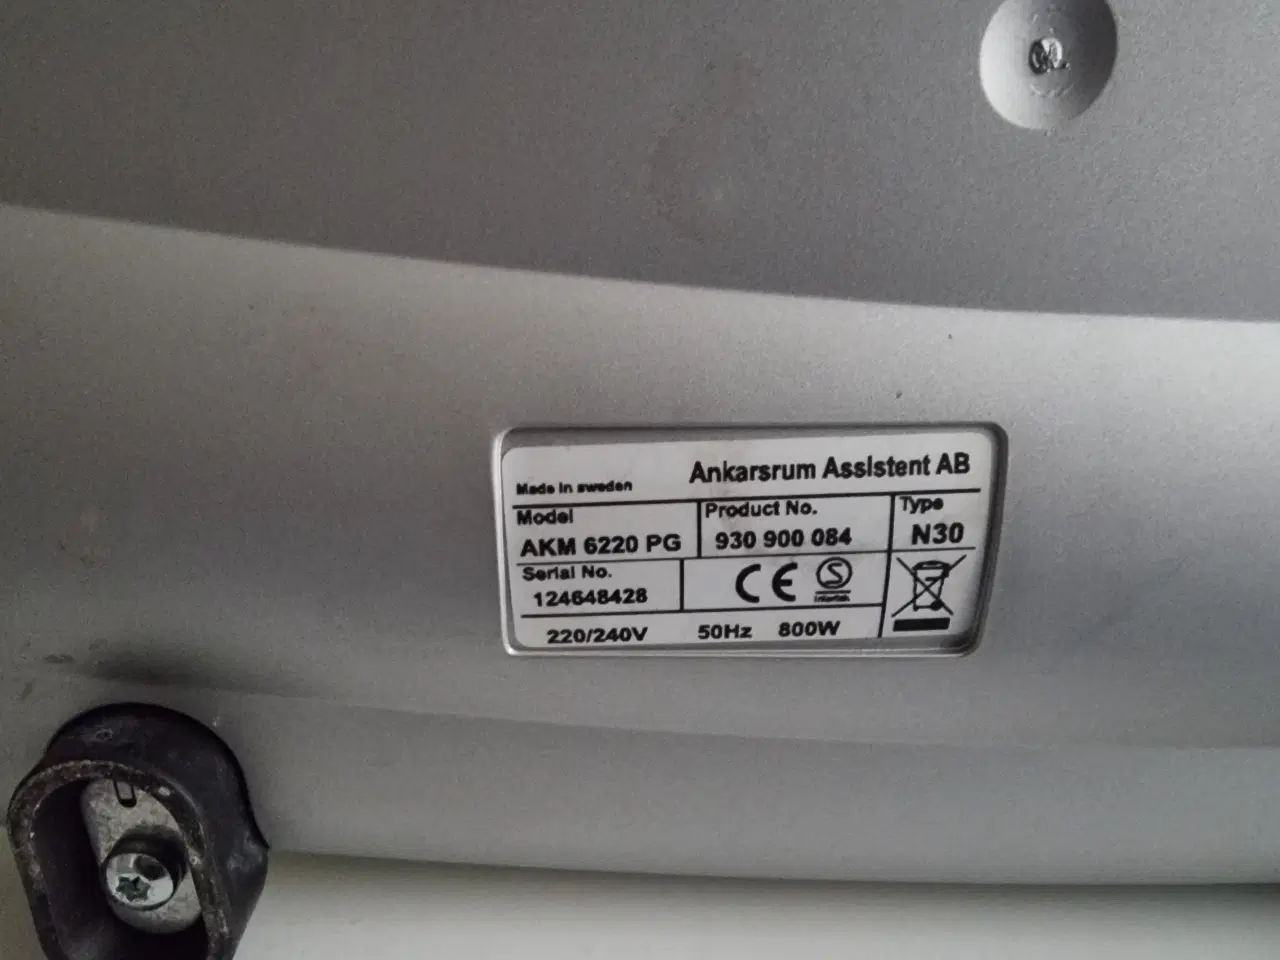 Ankarsrum Assistent AB
Made in sweden
Model
Product No.
Type
AKM 6220 PG
930 900 084
N30
Serial No.
124648428
CE
S
Intertek
220/240V 50Hz 800W